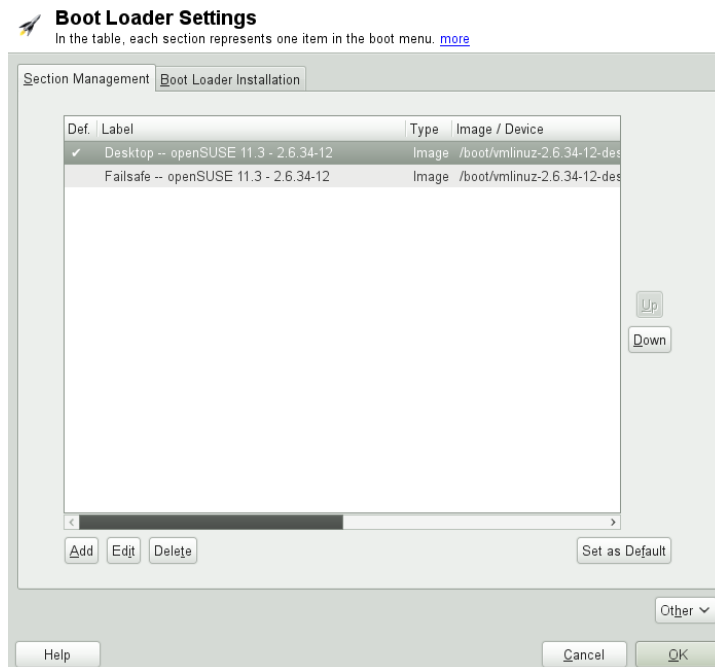 Boot Loader Settings
In the table, each section represents one item in the boot menu. more
Section Management Boot Loader Installation
Def. Label Type Image / Device
✔ Desktop -- openSUSE 11.3 - 2.6.34-12 Image /boot/vmlinuz-2.6.34-12-des
Failsafe -- openSUSE 11.3 - 2.6.34-12 Image /boot/vmlinuz-2.6.34-12-des
Up
Down
Add Edit Delete Set as Default
Other
Help Cancel OK